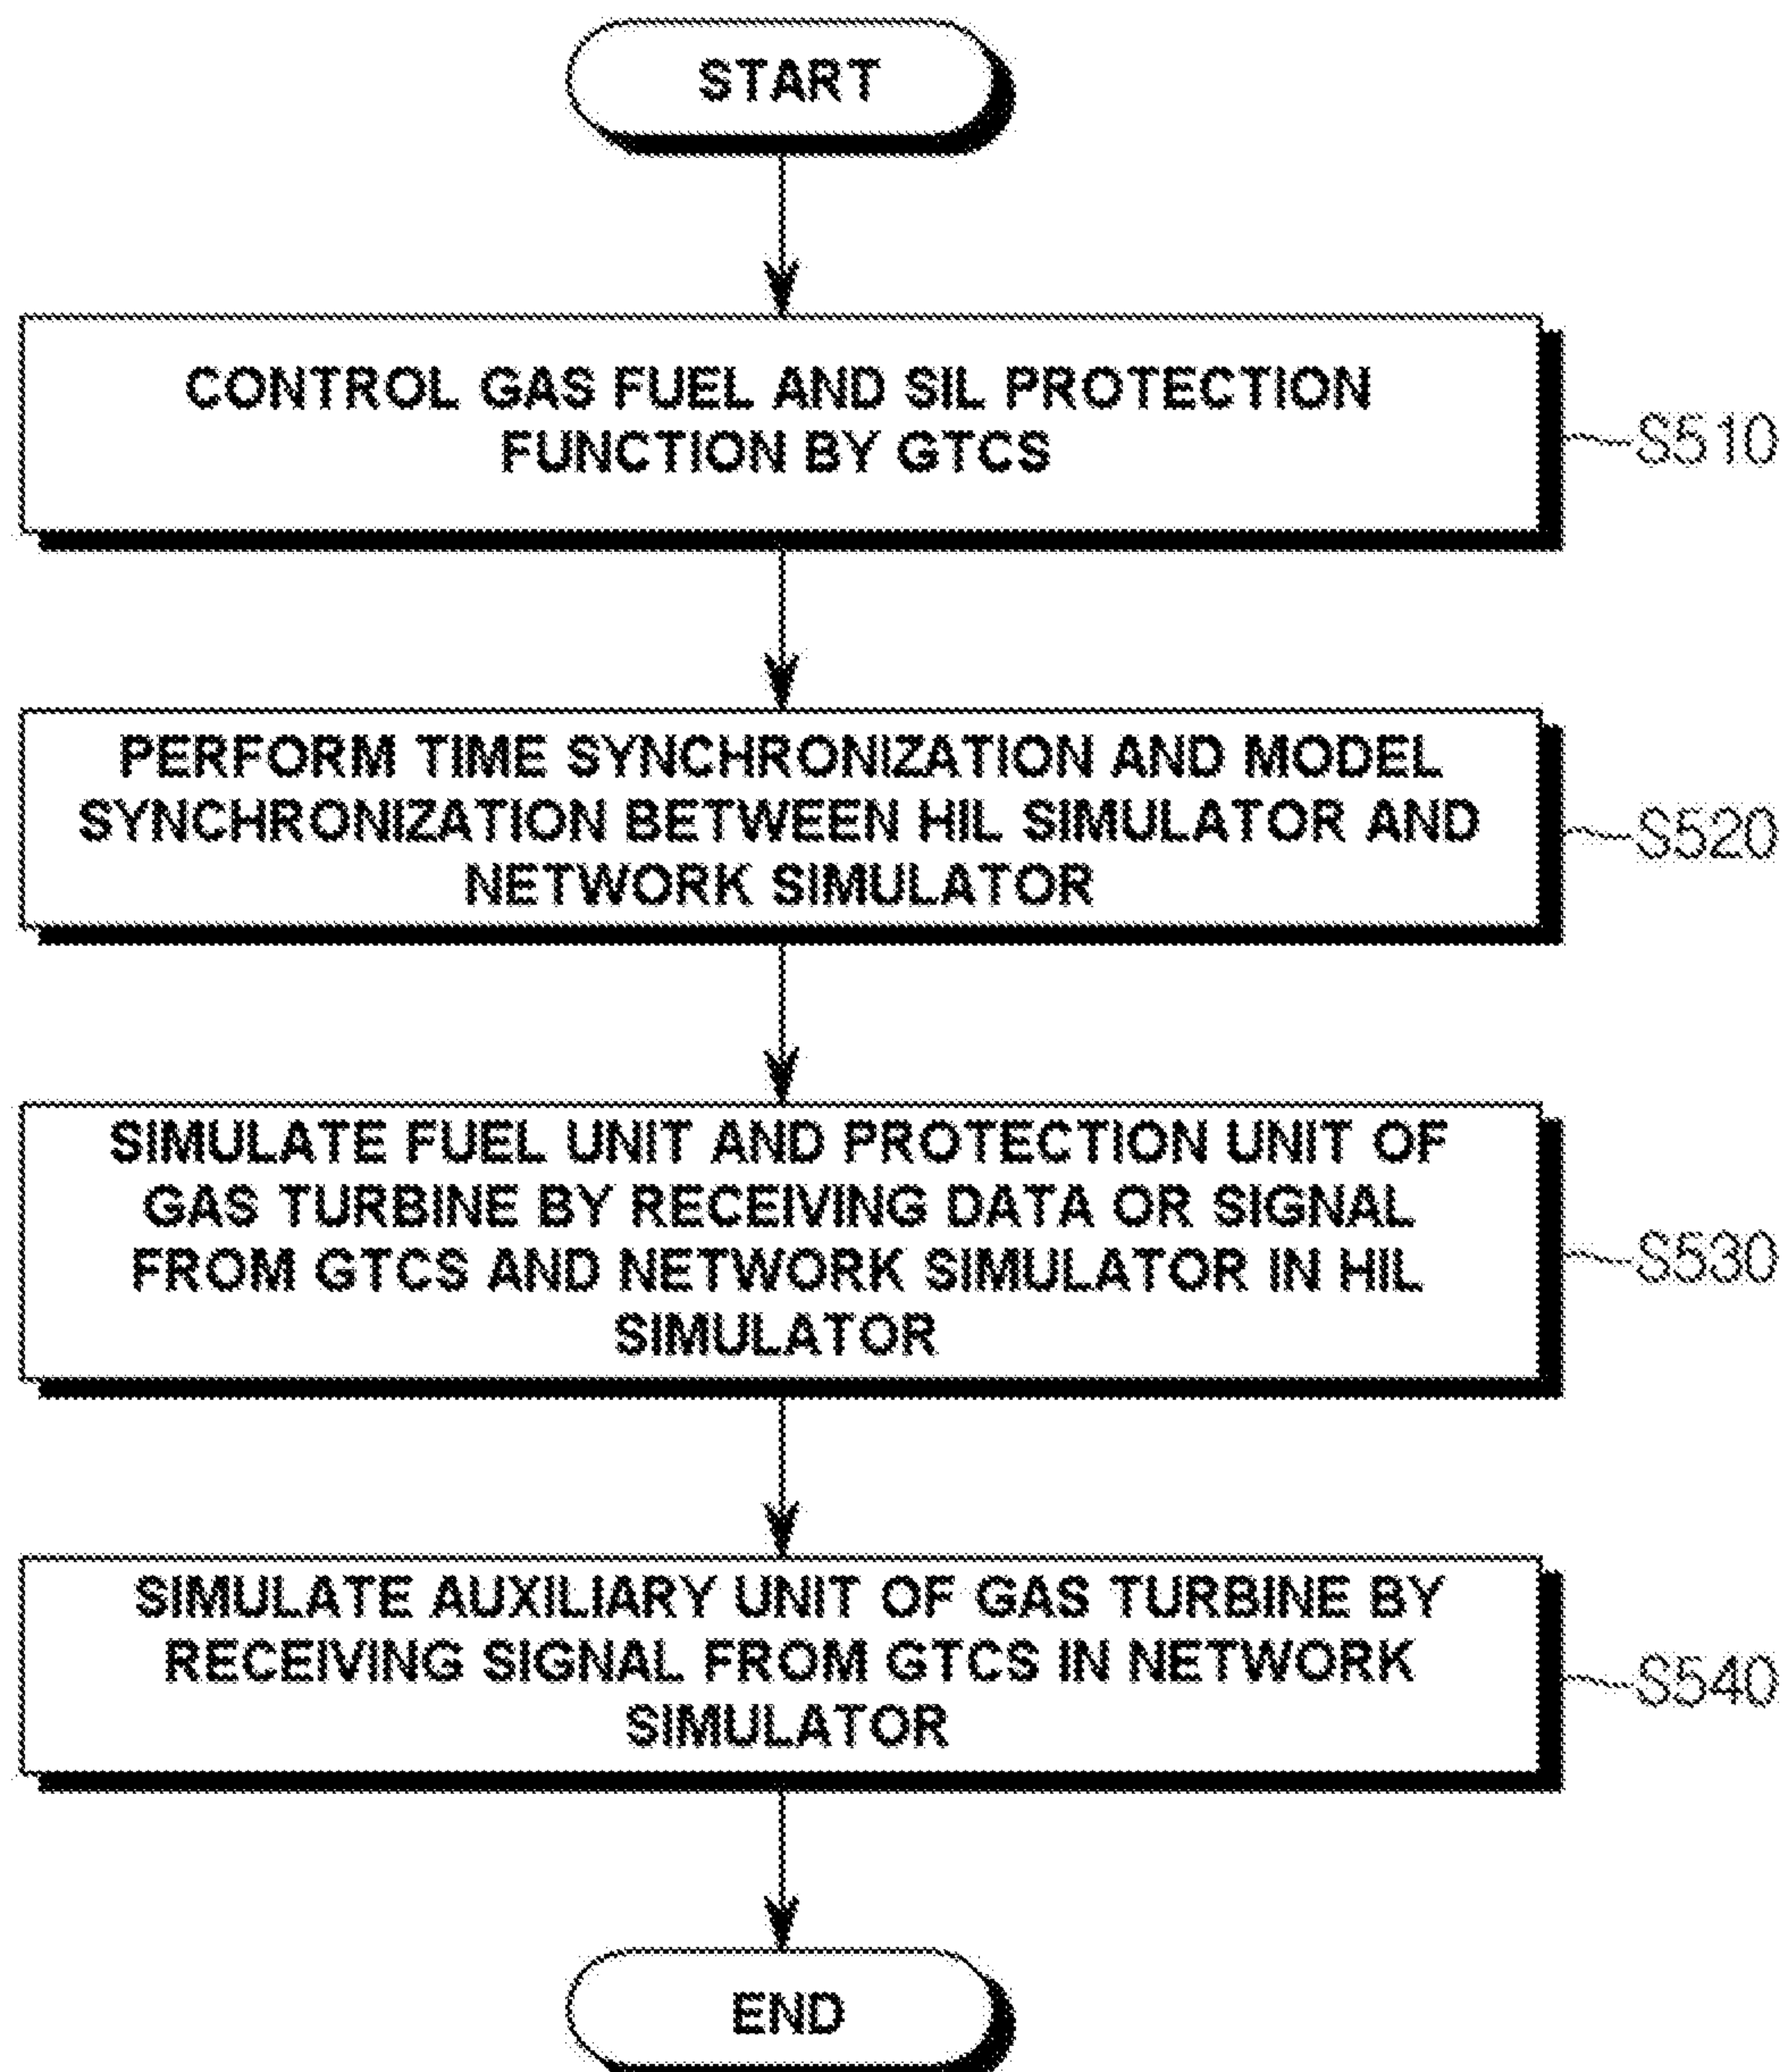 START
CONTROL GAS FUEL AND SIL PROTECTION
FUNCTION BY GTCS
S510
PERFORM TIME SYNCHRONIZATION AND MODEL
SYNCHRONIZATION BETWEEN HIL SIMULATOR AND
NETWORK SIMULATOR
S520
SIMULATE FUEL UNIT AND PROTECTION UNIT OF
GAS TURBINE BY RECEIVING DATA OR SIGNAL
FROM GTCS AND NETWORK SIMULATOR IN HIL
SIMULATOR
S530
SIMULATE AUXILIARY UNIT OF GAS TURBINE BY
RECEIVING SIGNAL FROM GTCS IN NETWORK
SIMULATOR
S540
END